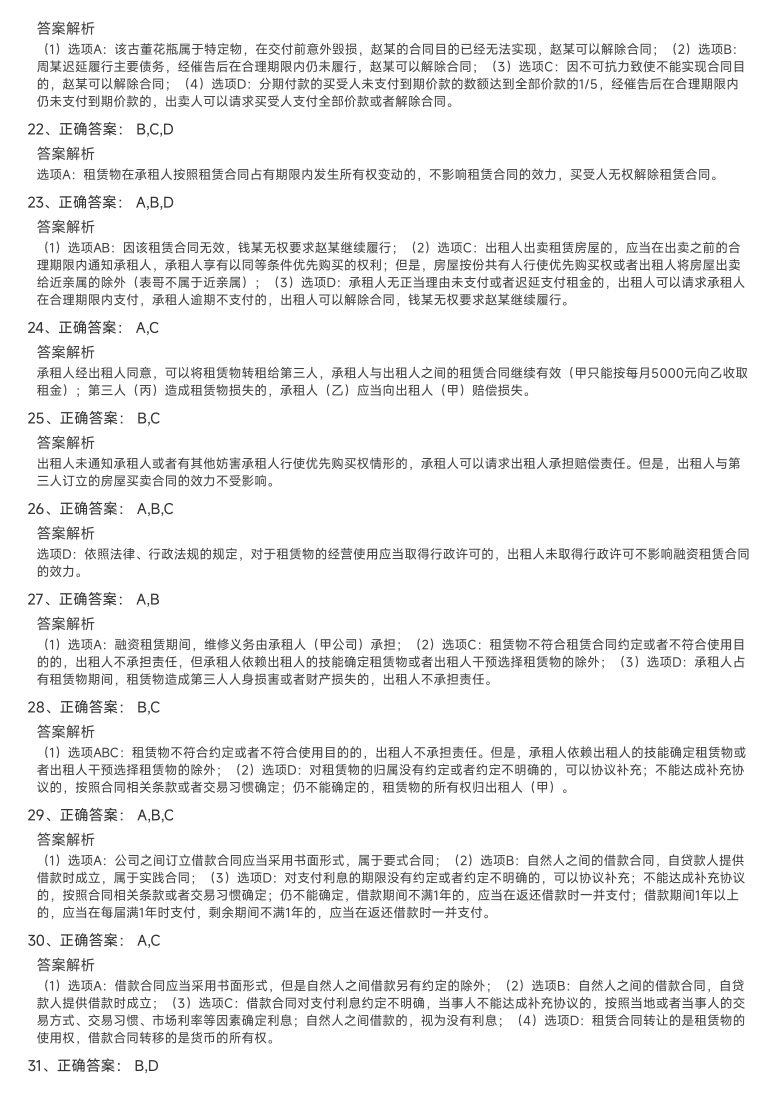 答案解析
（1）选项A：该古董花瓶属于特定物，在交付前意外毁损，赵某的合同目的已经无法实现，赵某可以解除合同；（2）选项B：
周某迟延履行主要债务，经催告后在合理期限内仍未履行，赵某可以解除合同；（3）选项C：因不可抗力致使不能实现合同目
的，赵某可以解除合同；（4）选项D：分期付款的买受人未支付到期价款的数额达到全部价款的1/5，经催告后在合理期限内
仍未支付到期价款的，出卖人可以请求买受人支付全部价款或者解除合同。
22、正确答案： B,C,D
答案解析
选项A：租赁物在承租人按照租赁合同占有期限内发生所有权变动的，不影响租赁合同的效力，买受人无权解除租赁合同。
23、正确答案： A,B,D
答案解析
（1）选项AB：因该租赁合同无效，钱某无权要求赵某继续履行；（2）选项C：出租人出卖租赁房屋的，应当在出卖之前的合
理期限内通知承租人，承租人享有以同等条件优先购买的权利；但是，房屋按份共有人行使优先购买权或者出租人将房屋出卖
给近亲属的除外（表哥不属于近亲属）；（3）选项D：承租人无正当理由未支付或者迟延支付租金的，出租人可以请求承租人
在合理期限内支付，承租人逾期不支付的，出租人可以解除合同，钱某无权要求赵某继续履行。
24、正确答案： A,C
答案解析
承租人经出租人同意，可以将租赁物转租给第三人，承租人与出租人之间的租赁合同继续有效（甲只能按每月5000元向乙收取
租金）；第三人（丙）造成租赁物损失的，承租人（乙）应当向出租人（甲）赔偿损失。
25、正确答案： B,C
答案解析
出租人未通知承租人或者有其他妨害承租人行使优先购买权情形的，承租人可以请求出租人承担赔偿责任。但是，出租人与第
三人订立的房屋买卖合同的效力不受影响。
26、正确答案： A,B,C
答案解析
选项D：依照法律、行政法规的规定，对于租赁物的经营使用应当取得行政许可的，出租人未取得行政许可不影响融资租赁合同
的效力。
27、正确答案： A,B
答案解析
（1）选项A：融资租赁期间，维修义务由承租人（甲公司）承担；（2）选项C：租赁物不符合租赁合同约定或者不符合使用目
的的，出租人不承担责任，但承租人依赖出租人的技能确定租赁物或者出租人干预选择租赁物的除外；（3）选项D：承租人占
有租赁物期间，租赁物造成第三人人身损害或者财产损失的，出租人不承担责任。
28、正确答案： B,C
答案解析
（1）选项ABC：租赁物不符合约定或者不符合使用目的的，出租人不承担责任。但是，承租人依赖出租人的技能确定租赁物或
者出租人干预选择租赁物的除外；（2）选项D：对租赁物的归属没有约定或者约定不明确的，可以协议补充；不能达成补充协
议的，按照合同相关条款或者交易习惯确定；仍不能确定的，租赁物的所有权归出租人（甲）。
29、正确答案： A,B,C
答案解析
（1）选项A：公司之间订立借款合同应当采用书面形式，属于要式合同；（2）选项B：自然人之间的借款合同，自贷款人提供
借款时成立，属于实践合同；（3）选项D：对支付利息的期限没有约定或者约定不明确的，可以协议补充；不能达成补充协议
的，按照合同相关条款或者交易习惯确定；仍不能确定，借款期间不满1年的，应当在返还借款时一并支付；借款期间1年以上
的，应当在每届满1年时支付，剩余期间不满1年的，应当在返还借款时一并支付。
30、正确答案： A,C
答案解析
（1）选项A：借款合同应当采用书面形式，但是自然人之间借款另有约定的除外；（2）选项B：自然人之间的借款合同，自贷
款人提供借款时成立；（3）选项C：借款合同对支付利息约定不明确，当事人不能达成补充协议的，按照当地或者当事人的交
易方式、交易习惯、市场利率等因素确定利息；自然人之间借款的，视为没有利息；（4）选项D：租赁合同转让的是租赁物的
使用权，借款合同转移的是货币的所有权。
31、正确答案： B,D